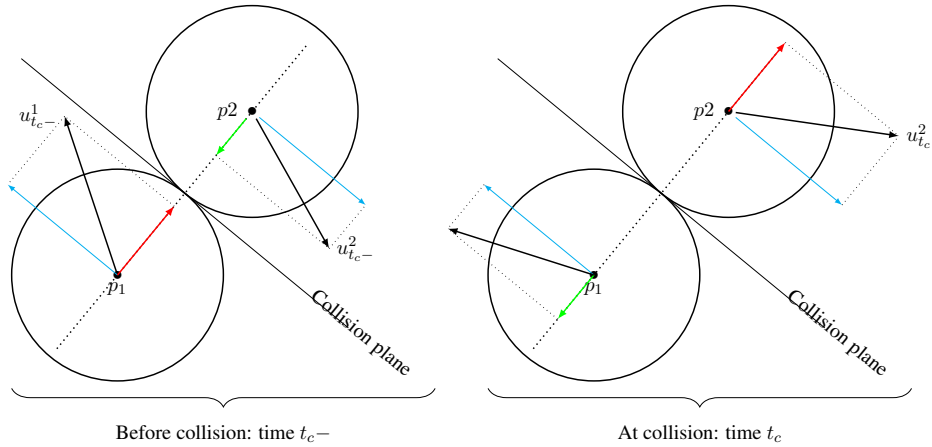 p2
p2
u^1_{t_c-}
u^2_{t_c}
u^2_{t_c-}
p_1
p_1
Collision plane
Collision plane
Before collision: time t_c−
At collision: time t_c